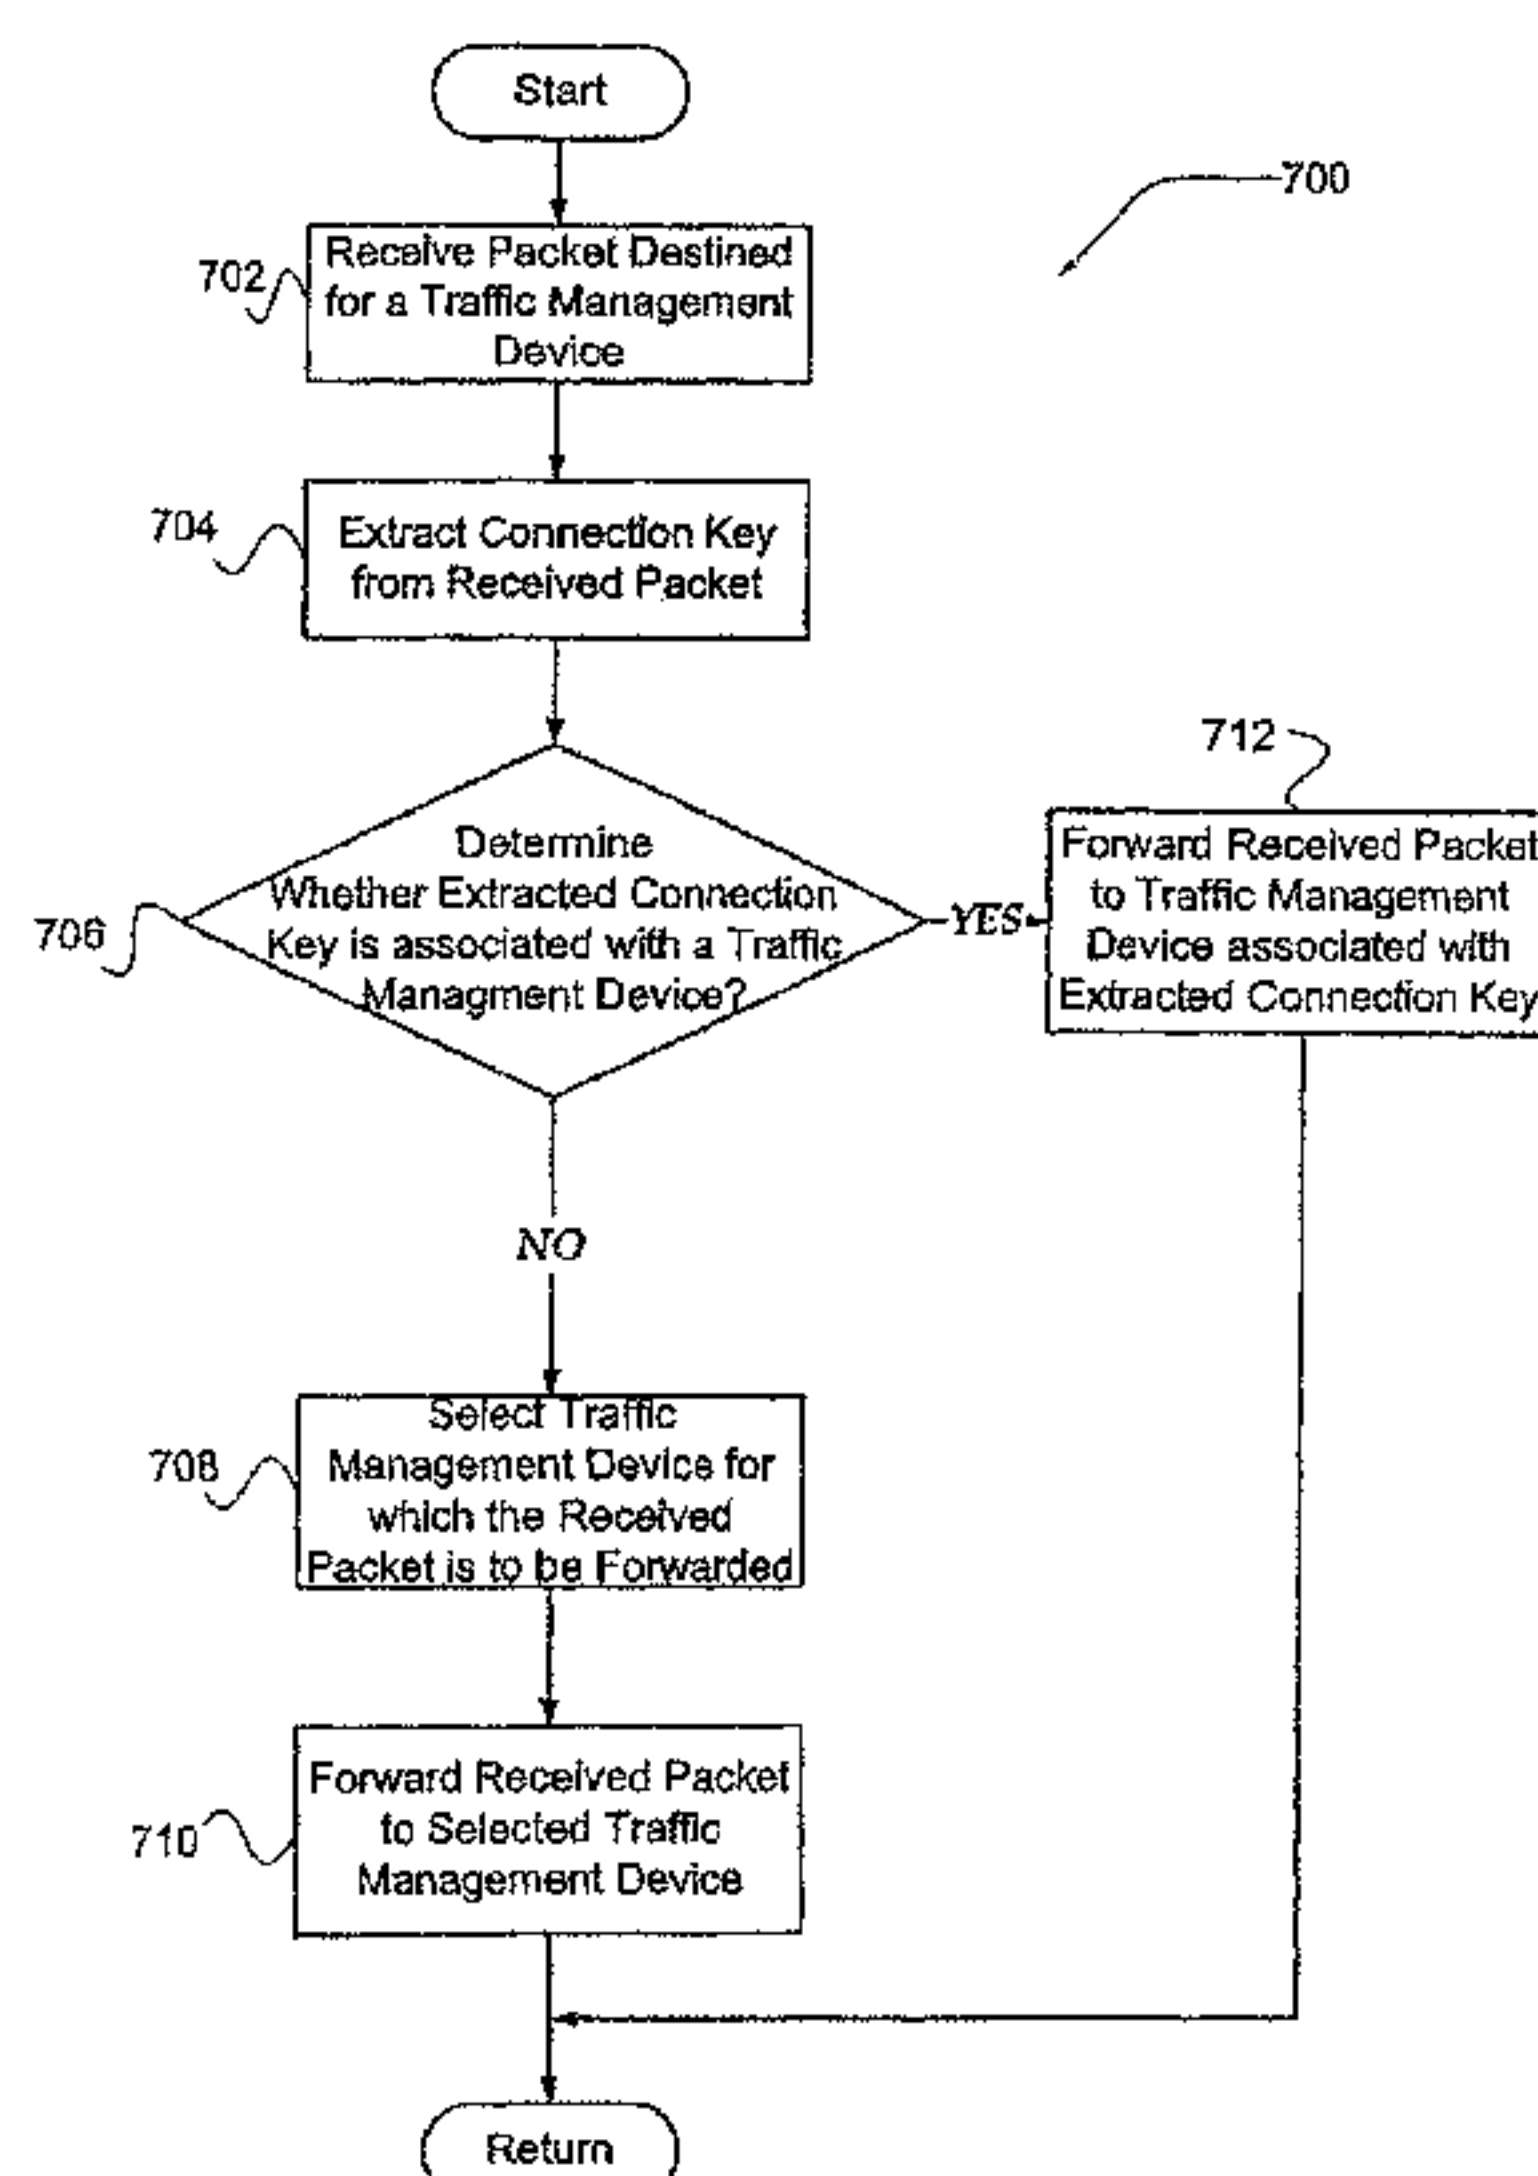 Start
700
702
Receive Packet Destined
for a Traffic Management
Device
704
Extract Connection Key
from Received Packet
712
Forward Received Packet
to Traffic Management
Device associated with
Extracted Connection Key
706
Determine
Whether Extracted Connection
Key is associated with a Traffic
Managment Device?
YES
NO
708
Select Traffic
Management Device for
which the Received
Packet is to be Forwarded
710
Forward Received Packet
to Selected Traffic
Management Device
Return